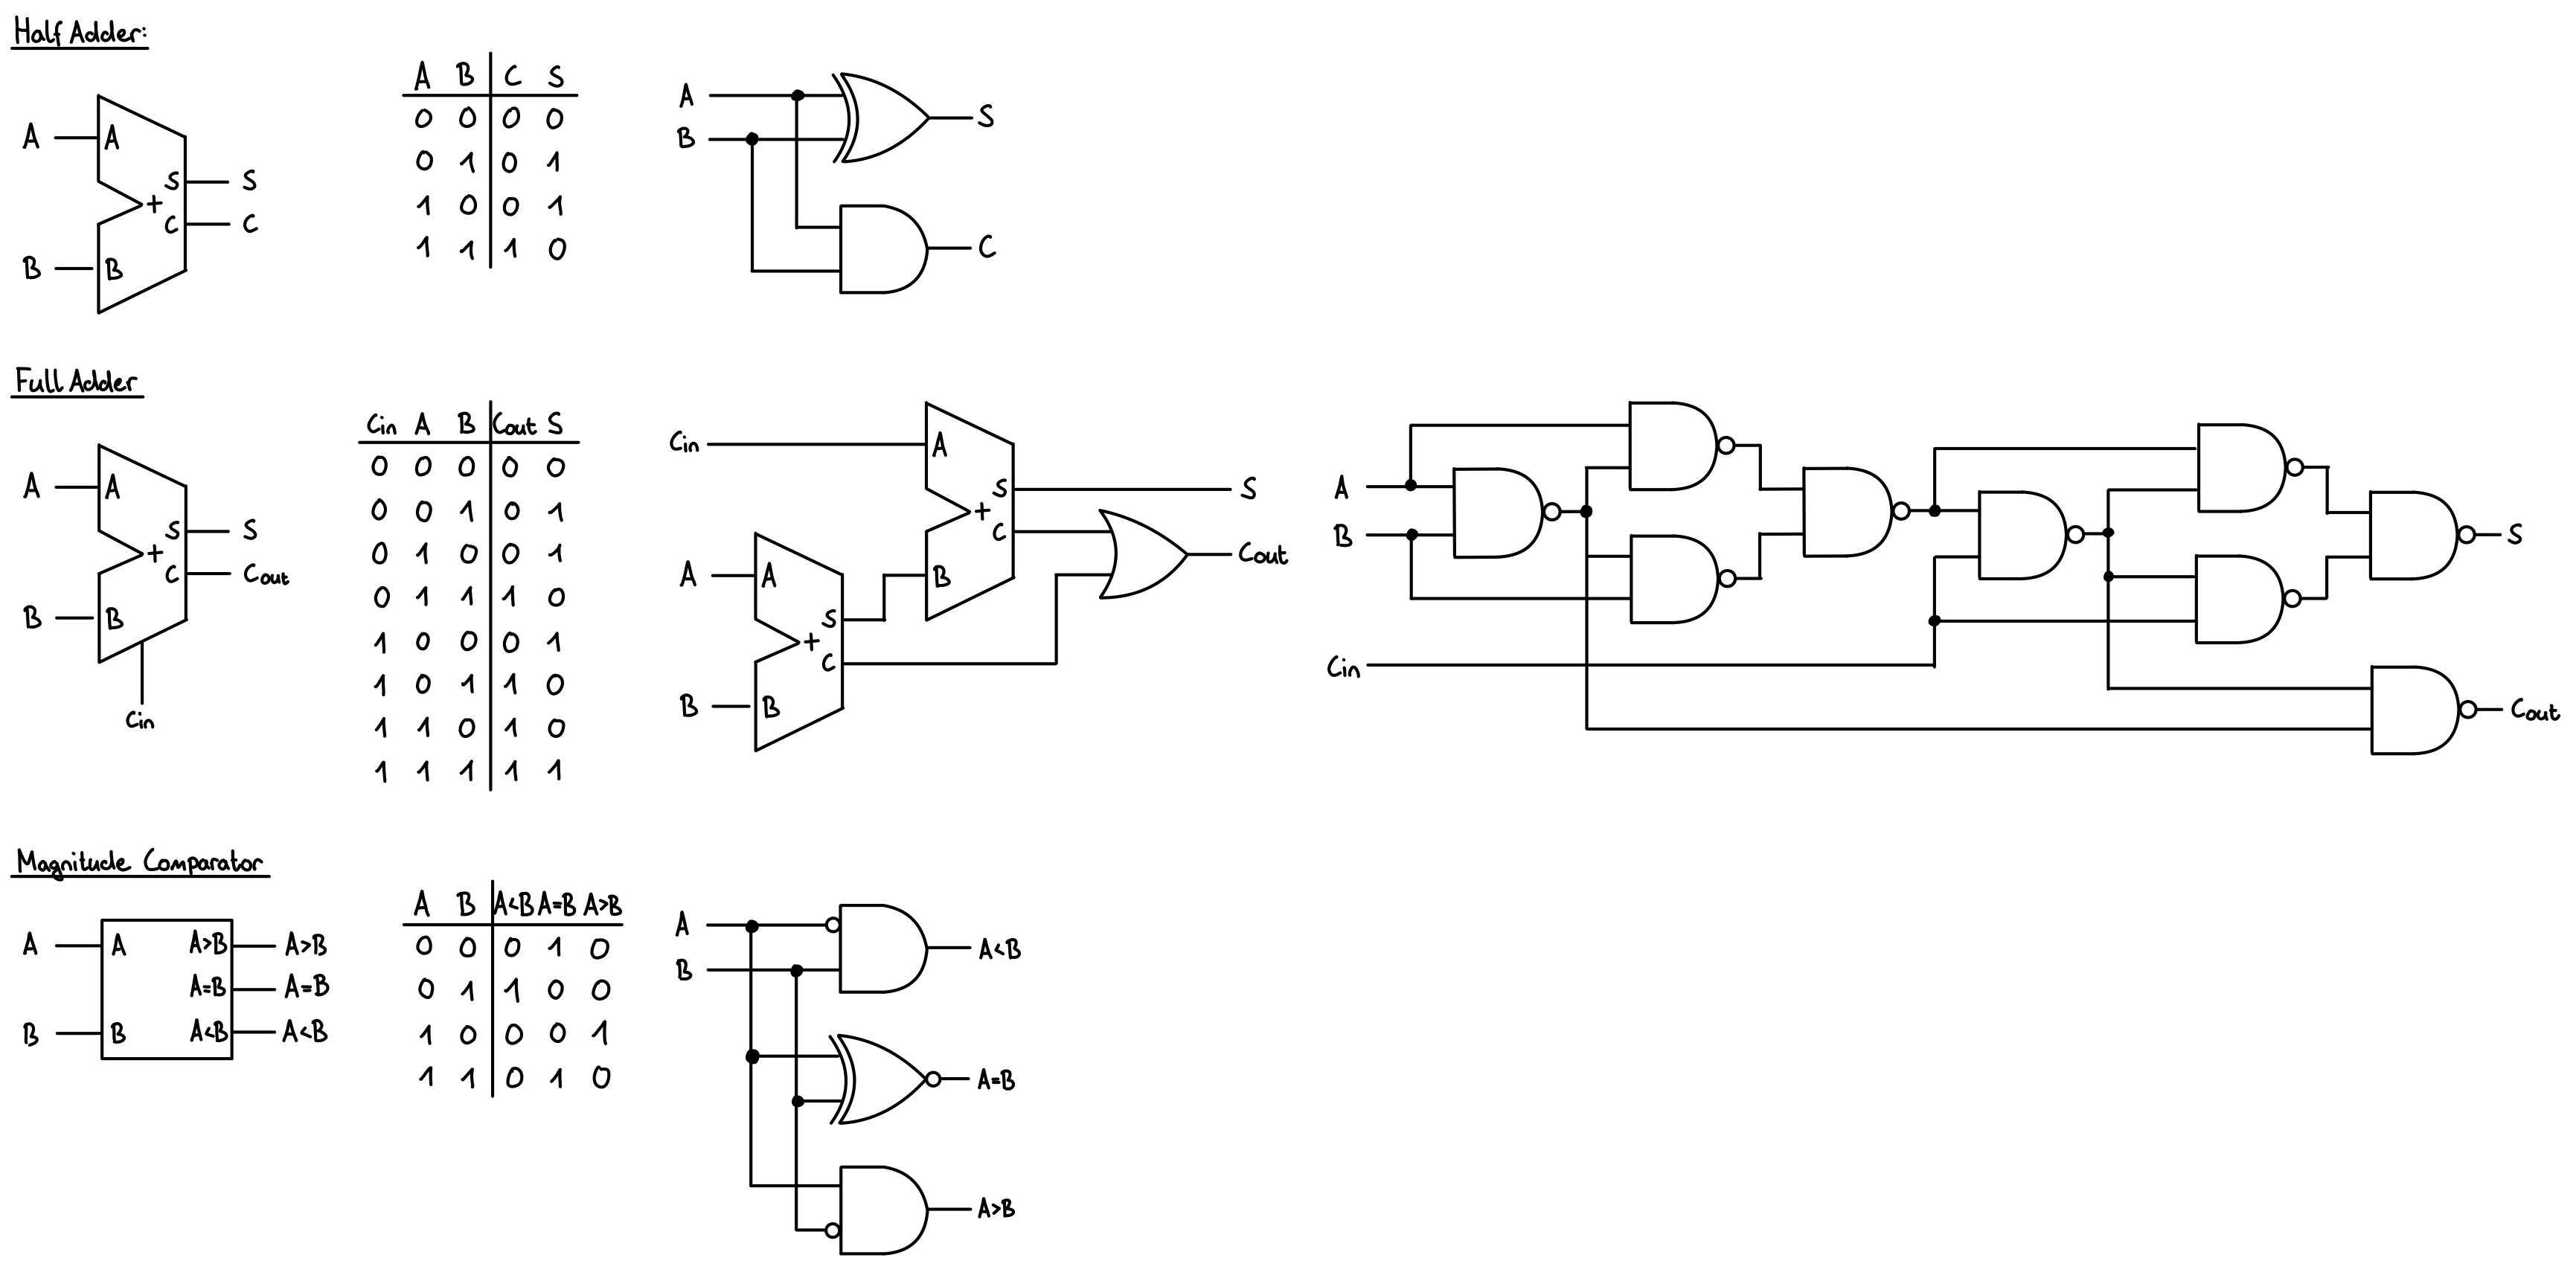 Half Adder:
A B C S
0 0 0 0
0 1 0 1
1 0 0 1
1 1 1 0
A
B
A
B
+
S
C
S
C
A
B
S
C
Full Adder
A
B
Cin
A
B
+
S
C
S
Cout
Cin A B Cout S
0 0 0 0 0
0 0 1 0 1
0 1 0 0 1
0 1 1 1 0
1 0 0 0 1
1 0 1 1 0
1 1 0 1 0
1 1 1 1 1
Cin
A
B
A
B
+
S
C
A
B
+
S
C
S
Cout
A
B
Cin
S
Cout
Magnitude Comparator
A
B
A
B
A>B
A=B
A<B
A>B
A=B
A<B
A B A<B A=B A>B
0 0 0 1 0
0 1 1 0 0
1 0 0 0 1
1 1 0 1 0
A
B
A<B
A=B
A>B